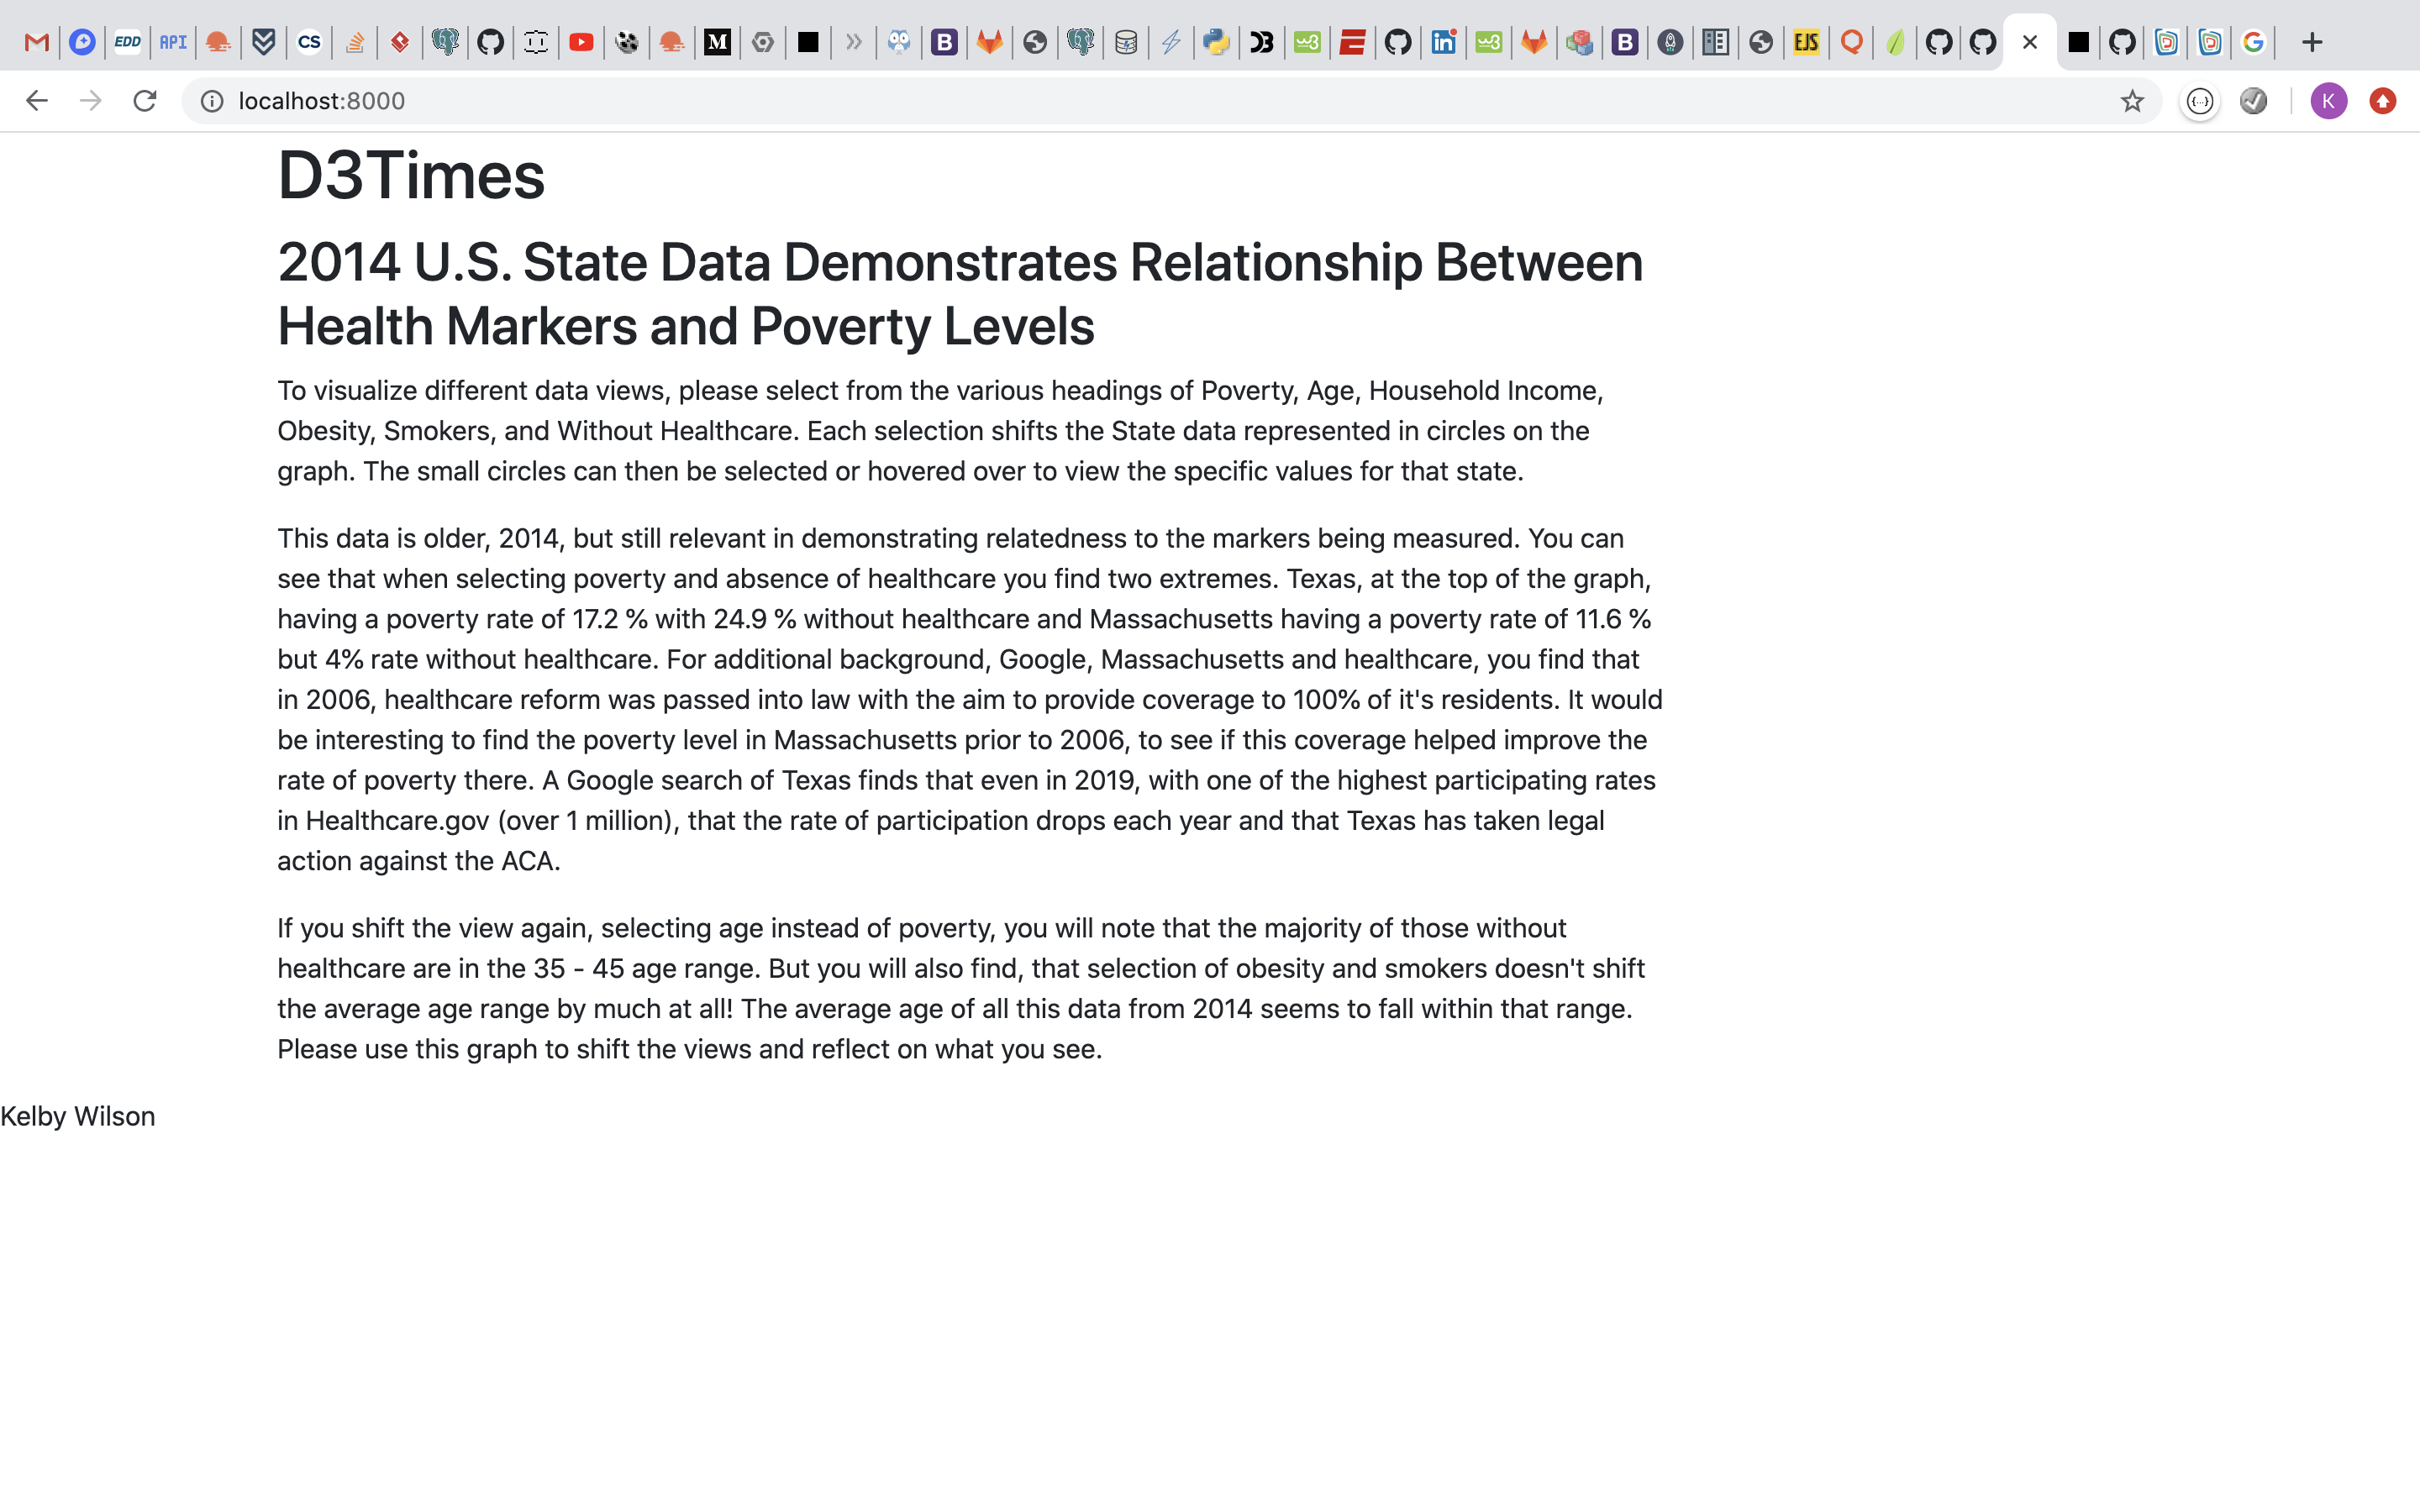 EDD API CS M B D3 w3 in w3 B EJS
localhost:8000
K
D3Times
2014 U.S. State Data Demonstrates Relationship Between
Health Markers and Poverty Levels
To visualize different data views, please select from the various headings of Poverty, Age, Household Income,
Obesity, Smokers, and Without Healthcare. Each selection shifts the State data represented in circles on the
graph. The small circles can then be selected or hovered over to view the specific values for that state.
This data is older, 2014, but still relevant in demonstrating relatedness to the markers being measured. You can
see that when selecting poverty and absence of healthcare you find two extremes. Texas, at the top of the graph,
having a poverty rate of 17.2 % with 24.9 % without healthcare and Massachusetts having a poverty rate of 11.6 %
but 4% rate without healthcare. For additional background, Google, Massachusetts and healthcare, you find that
in 2006, healthcare reform was passed into law with the aim to provide coverage to 100% of it's residents. It would
be interesting to find the poverty level in Massachusetts prior to 2006, to see if this coverage helped improve the
rate of poverty there. A Google search of Texas finds that even in 2019, with one of the highest participating rates
in Healthcare.gov (over 1 million), that the rate of participation drops each year and that Texas has taken legal
action against the ACA.
If you shift the view again, selecting age instead of poverty, you will note that the majority of those without
healthcare are in the 35 - 45 age range. But you will also find, that selection of obesity and smokers doesn't shift
the average age range by much at all! The average age of all this data from 2014 seems to fall within that range.
Please use this graph to shift the views and reflect on what you see.
Kelby Wilson